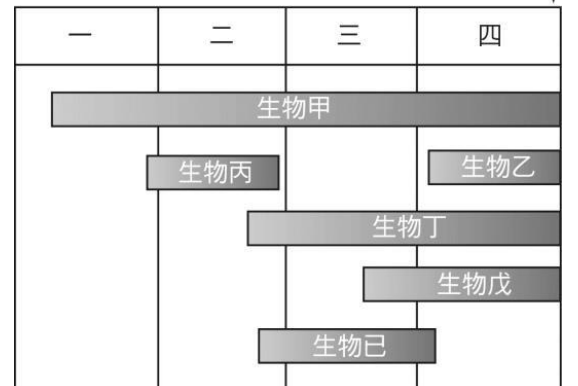 一 二 三 四
生物甲
生物丙 生物乙
生物丁
生物戊
生物已